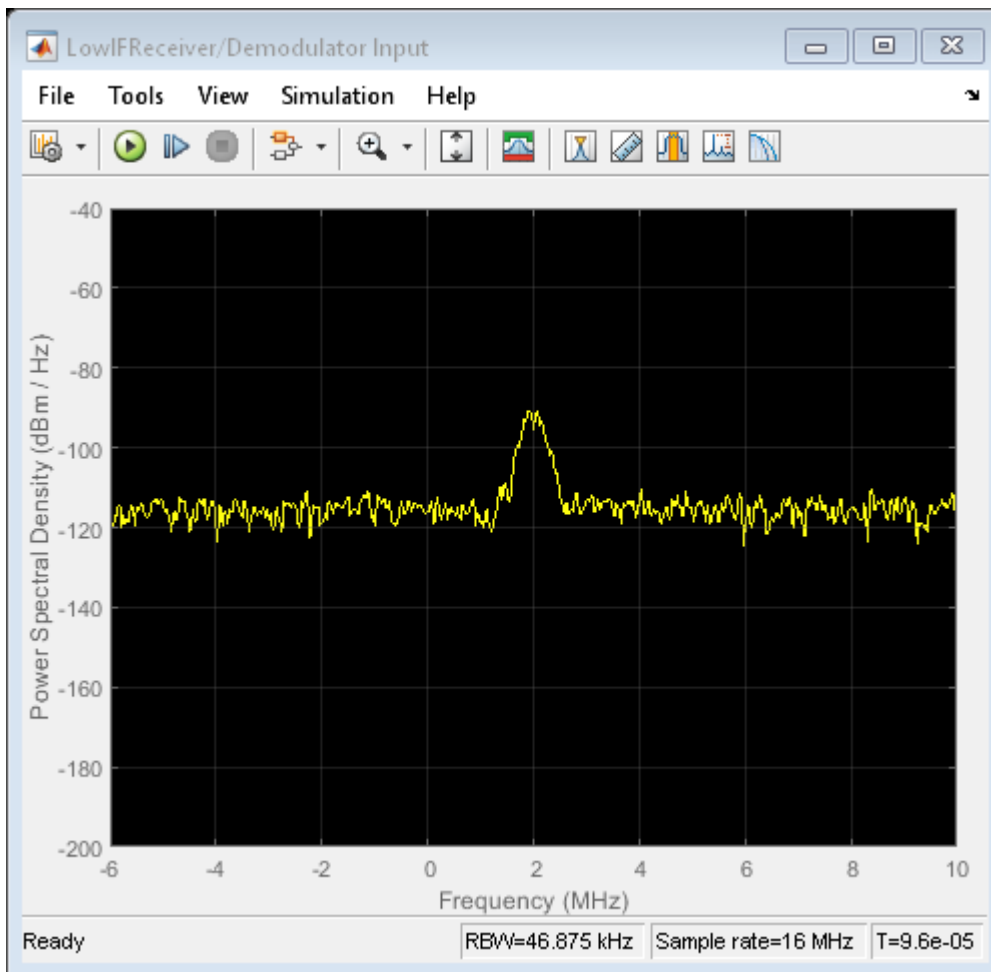 LowIFReceiver/Demodulator Input
File Tools View Simulation Help
-40
-60
-80
-100
-120
-140
-160
-180
-200
Power Spectral Density (dBm / Hz)
-6 -4 -2 0 2 4 6 8 10
Frequency (MHz)
Ready RBW=46.875 kHz Sample rate=16 MHz T=9.6e-05